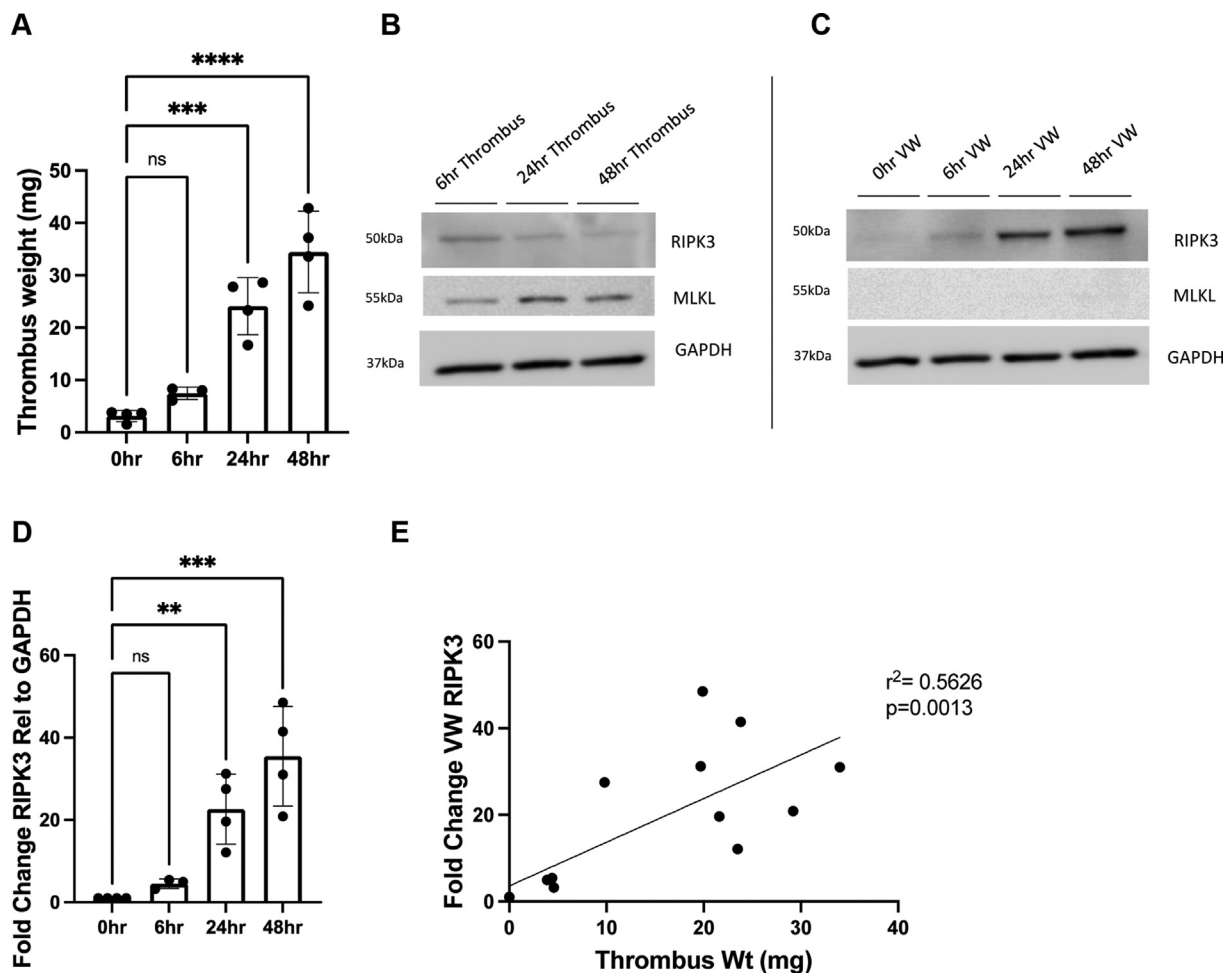 A
****
***
ns
Thrombus weight (mg)
50
40
30
20
10
0
0hr 6hr 24hr 48hr
B
6hr Thrombus 24hr Thrombus 48hr Thrombus
50kDa RIPK3
55kDa MLKL
37kDa GAPDH
C
0hr VW 6hr VW 24hr VW 48hr VW
50kDa RIPK3
55kDa MLKL
37kDa GAPDH
D
***
**
ns
Fold Change RIPK3 Rel to GAPDH
60
40
20
0
0hr 6hr 24hr 48hr
E
Fold Change VW RIPK3
60
40
20
0
0 10 20 30 40
Thrombus Wt (mg)
r²= 0.5626
p=0.0013